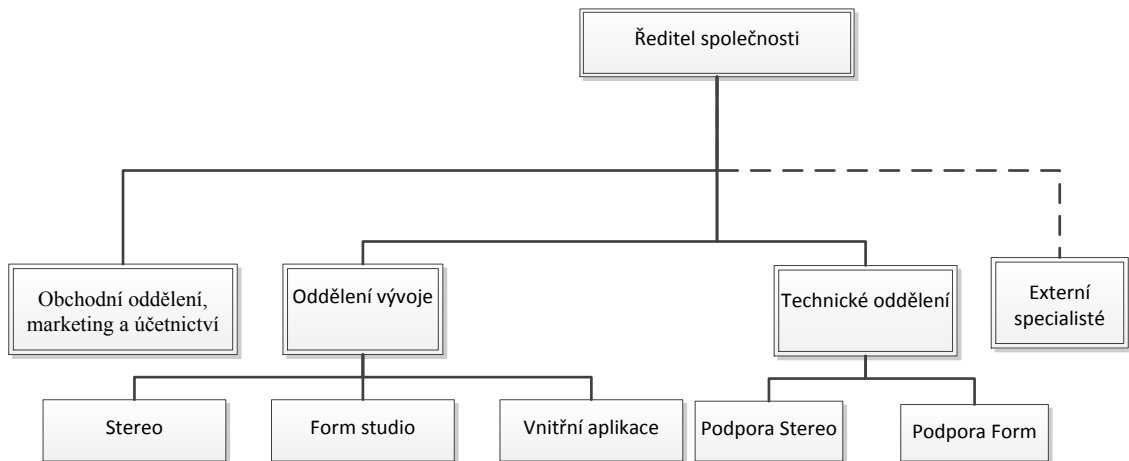 Ředitel společnosti
Obchodní oddělení,
marketing a účetnictví
Oddělení vývoje
Technické oddělení
Externí
specialisté
Stereo
Form studio
Vnitřní aplikace
Podpora Stereo
Podpora Form